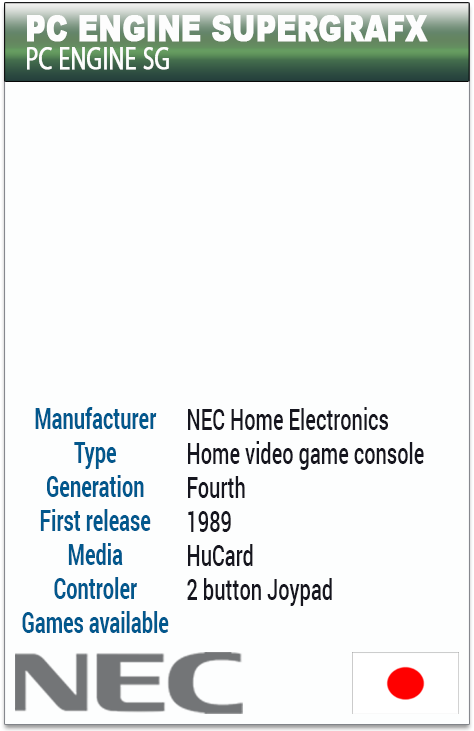 PC ENGINE SUPERGRAFX
PC ENGINE SG
Manufacturer NEC Home Electronics
Type Home video game console
Generation Fourth
First release 1989
Media HuCard
Controler 2 button Joypad
Games available
NEC